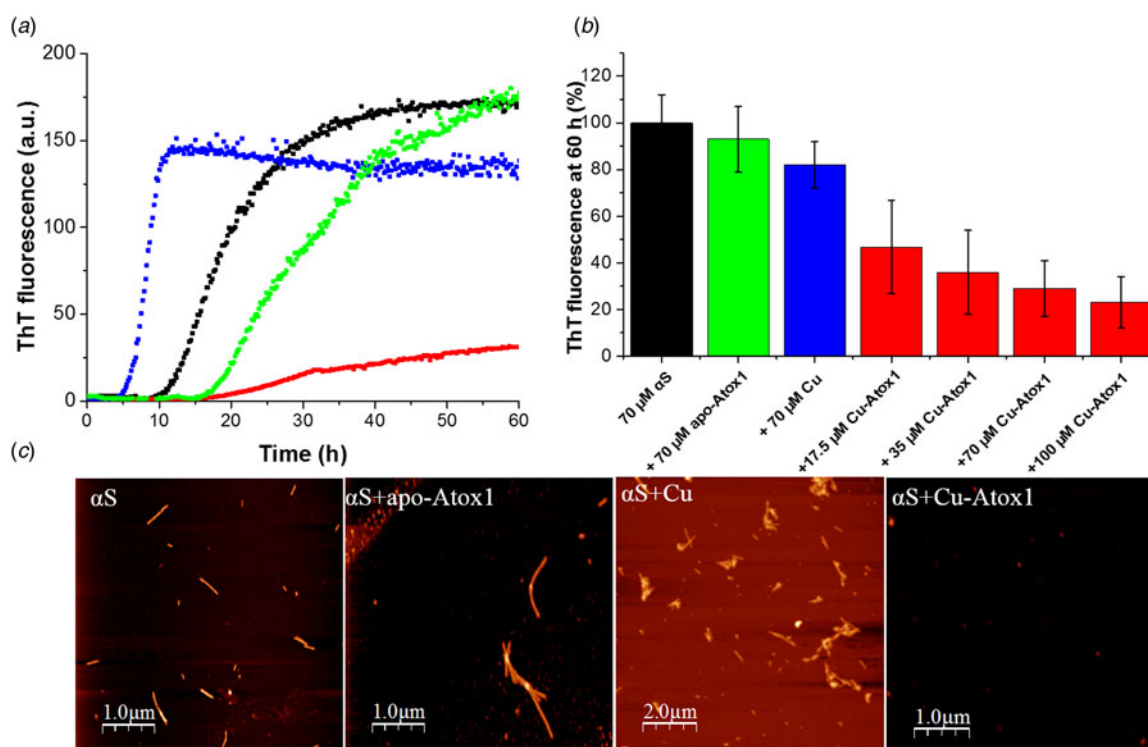 (a)
ThT fluorescence (a.u.)
200
150
100
50
0
0 10 20 30 40 50 60
Time (h)
(b)
ThT fluorescence at 60 h (%)
120
100
80
60
40
20
0
70 µM αS
+ 70 µM apo-Atox1
+ 70 µM Cu
+17.5 µM Cu-Atox1
+ 35 µM Cu-Atox1
+70 µM Cu-Atox1
+100 µM Cu-Atox1
(c)
αS
1.0µm
αS+apo-Atox1
1.0µm
αS+Cu
2.0µm
αS+Cu-Atox1
1.0µm